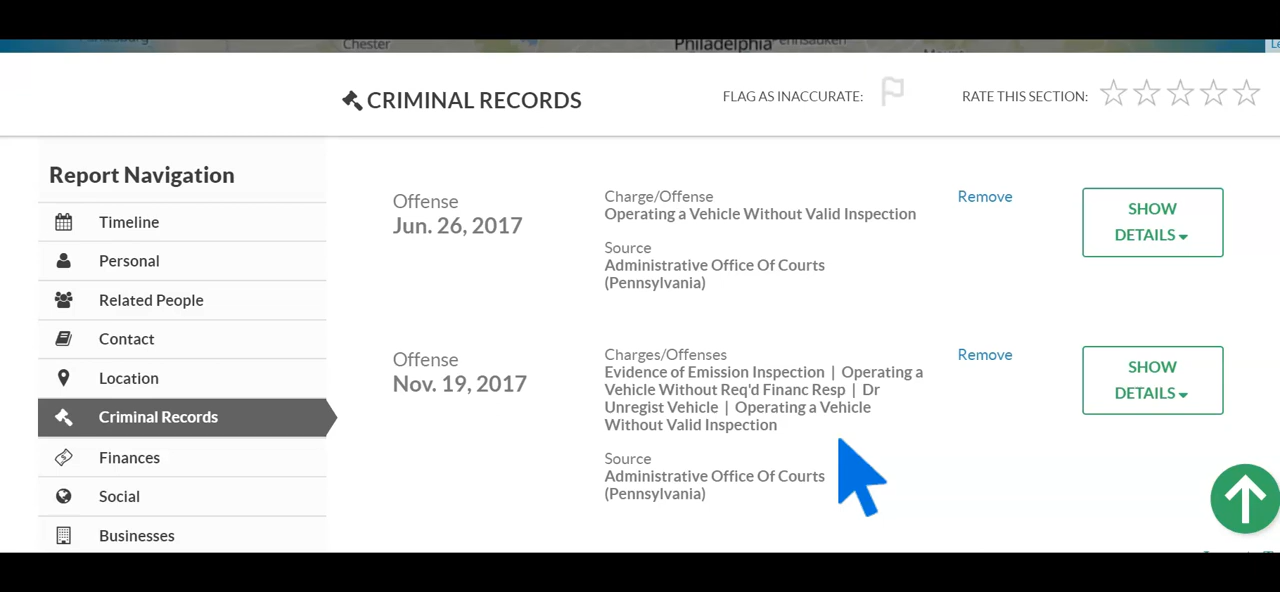 Chester
Philadelphia
Pennsauken
CRIMINAL RECORDS
FLAG AS INACCURATE:
RATE THIS SECTION:
Report Navigation
Timeline
Personal
Related People
Contact
Location
Criminal Records
Finances
Social
Businesses
Offense
Jun. 26, 2017
Charge/Offense
Operating a Vehicle Without Valid Inspection
Source
Administrative Office Of Courts
(Pennsylvania)
Remove
SHOW
DETAILS
Offense
Nov. 19, 2017
Charges/Offenses
Evidence of Emission Inspection | Operating a
Vehicle Without Req'd Financ Resp | Dr
Unregist Vehicle | Operating a Vehicle
Without Valid Inspection
Source
Administrative Office Of Courts
(Pennsylvania)
Remove
SHOW
DETAILS